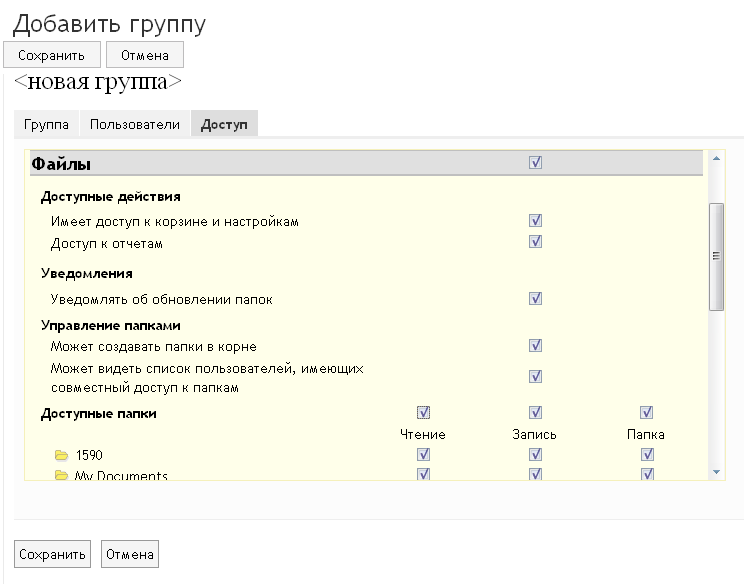 Добавить группу
Сохранить Отмена
<новая группа>
Группа Пользователи Доступ
Файлы
Доступные действия
Имеет доступ к корзине и настройкам
Доступ к отчетам
Уведомления
Уведомлять об обновлении папок
Управление папками
Может создавать папки в корне
Может видеть список пользователей, имеющих
совместный доступ к папкам
Доступные папки
Чтение Запись Папка
1590
My Documents
Сохранить Отмена